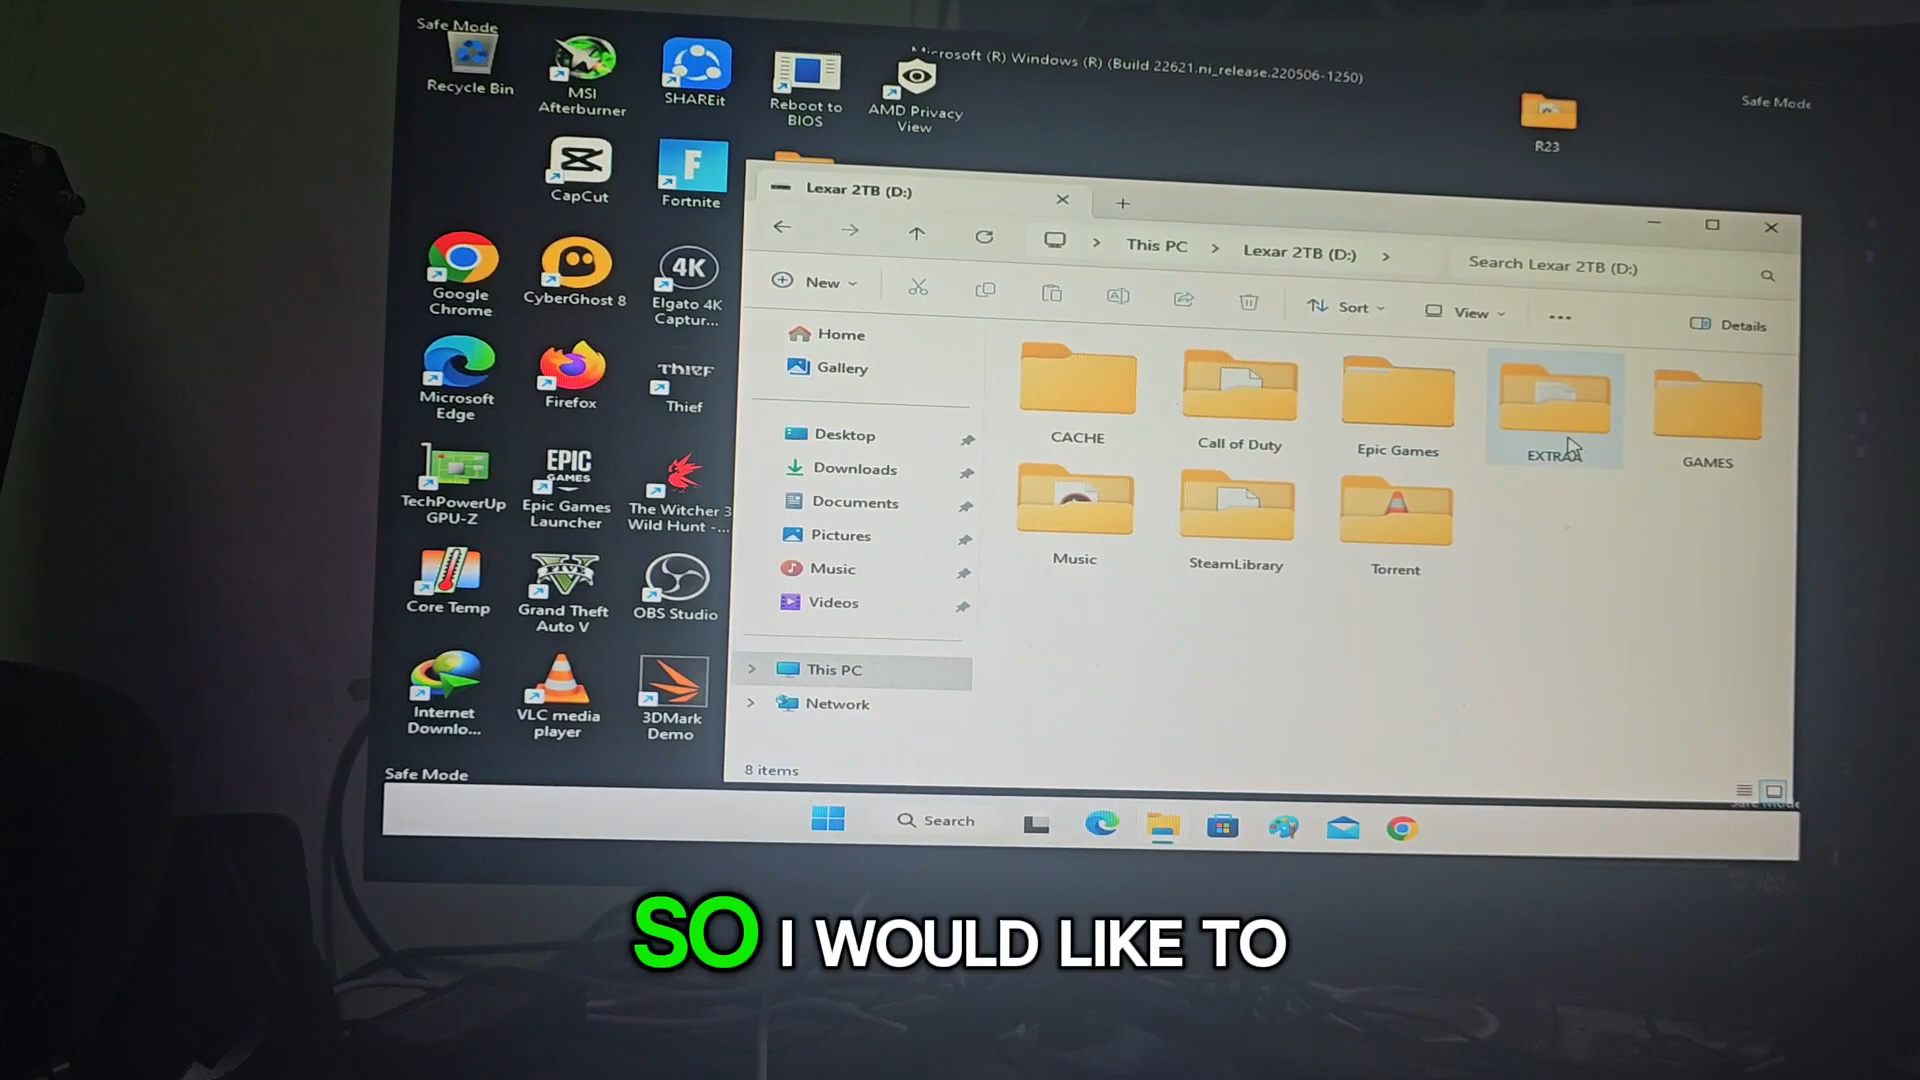 Safe Mode
Microsoft (R) Windows (R) (Build 22621.ni_release.220506-1250)
Safe Mode
Recycle Bin
MSI
Afterburner
SHAREit
Reboot to
BIOS
AMD Privacy
View
R23
CapCut
F
Fortnite
Google
Chrome
CyberGhost 8
4K
Elgato 4K
Captur...
Microsoft
Edge
Firefox
THIEF
Thief
TechPowerUp
GPU-Z
EPIC
GAMES
Epic Games
Launcher
The Witcher 3
Wild Hunt -...
Core Temp
FIVE
Grand Theft
Auto V
OBS Studio
Internet
Downlo...
VLC media
player
3DMark
Demo
Safe Mode
Lexar 2TB (D:)
This PC
Lexar 2TB (D:)
Search Lexar 2TB (D:)
New
Sort
View
Details
Home
Gallery
Desktop
Downloads
Documents
Pictures
Music
Videos
This PC
Network
CACHE
Call of Duty
Epic Games
EXTRAA
GAMES
Music
SteamLibrary
Torrent
8 items
Search
SO I WOULD LIKE TO